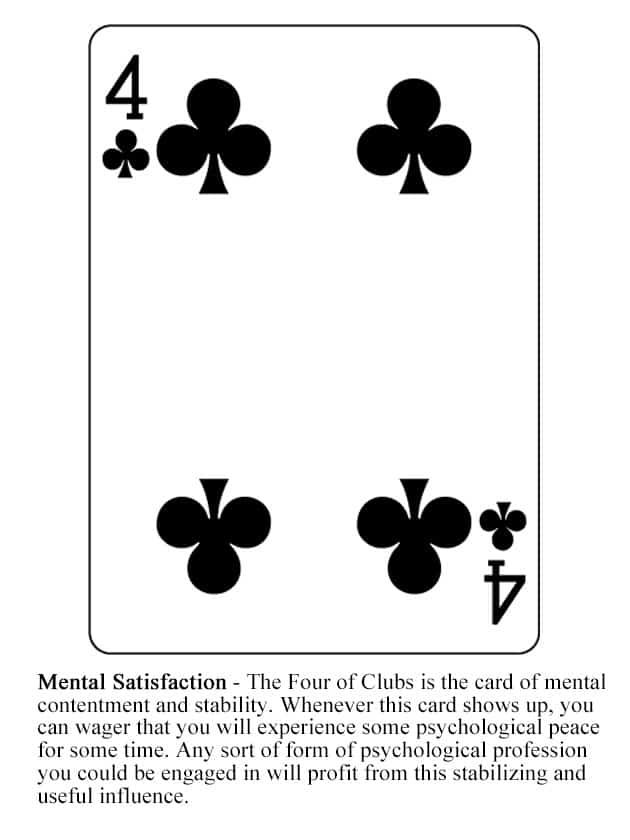 4
4
Mental Satisfaction - The Four of Clubs is the card of mental
contentment and stability. Whenever this card shows up, you
can wager that you will experience some psychological peace
for some time. Any sort of form of psychological profession
you could be engaged in will profit from this stabilizing and
useful influence.